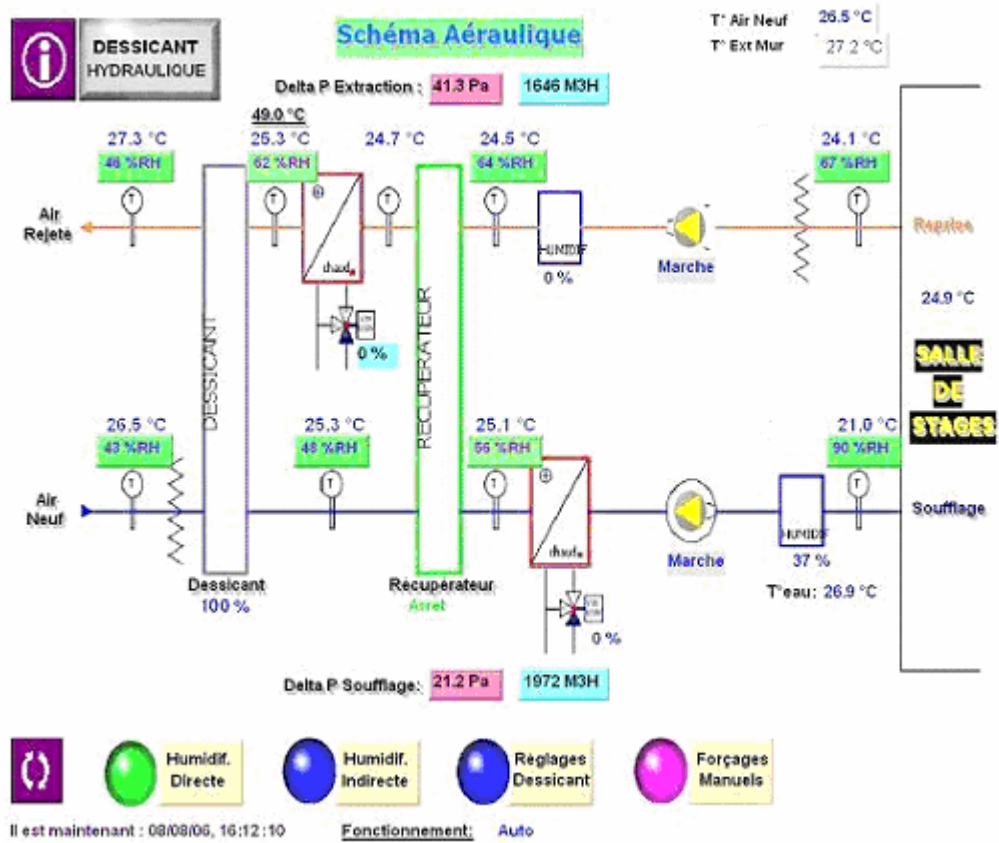 DESSICANT
HYDRAULIQUE
Schéma Aéraulique
T° Air Neuf 26.5 °C
T° Ext Mur 27.2 °C
Delta P Extraction : 41.3 Pa 1646 M3H
49.0 °C
27.3 °C 25.3 °C 24.7 °C 24.5 °C 24.1 °C
46 %RH 62 %RH 64 %RH 67 %RH
T T T T T
Air
Rejeté
Reprise
HUMIDIF
chaud
0 %
Marche
24.9 °C
0 %
DESSICANT
RECUPERATEUR
SALLE
DE
STAGES
26.5 °C 25.3 °C 25.1 °C 21.0 °C
43 %RH 48 %RH 56 %RH 90 %RH
T T T T
Air
Neuf
Soufflage
HUMIDIF
chaud
Marche
37 %
Dessicant
100 %
Récupérateur
Arret
T°eau: 26.9 °C
0 %
Delta P Soufflage: 21.2 Pa 1972 M3H
Humidif.
Directe
Humidif.
Indirecte
Réglages
Dessicant
Forçages
Manuels
Il est maintenant : 08/08/06, 16:12:10 Fonctionnement: Auto